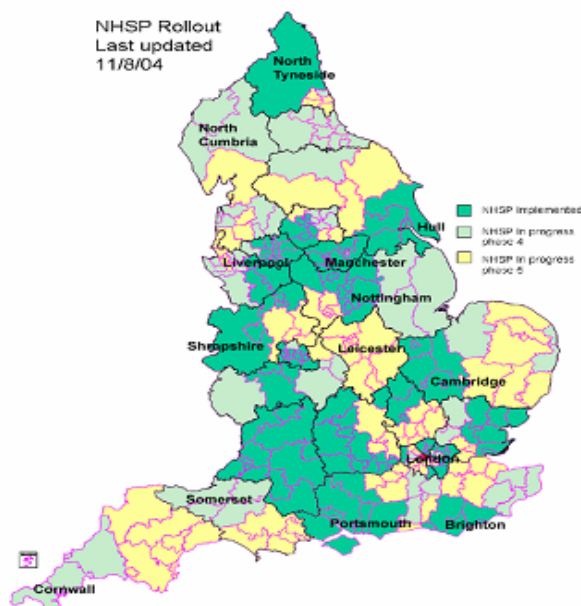 NHSP Rollout
Last updated
11/8/04
North
Tyneside
North
Cumbria
NHSP Implemented
NHSP In progress
phase 4
NHSP In progress
phase 5
Hull
Liverpool
Manchester
Nottingham
Shrpshire
Leicester
Cambridge
London
Somerset
Portsmouth
Brighton
Cornwall